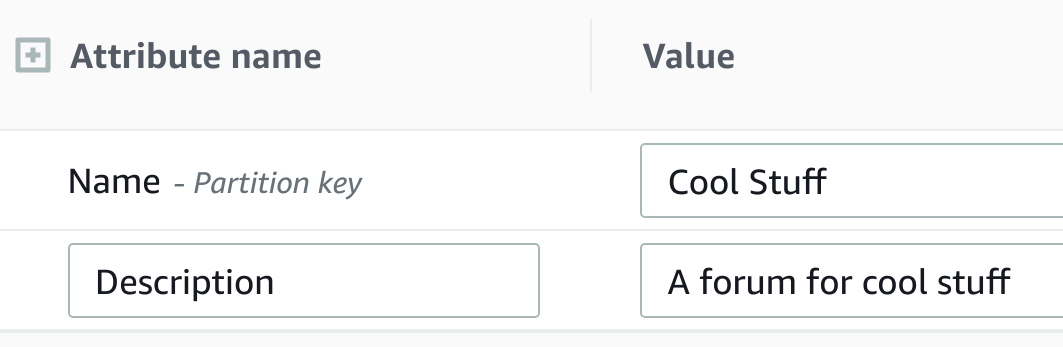 Attribute name Value
Name - Partition key Cool Stuff
Description A forum for cool stuff